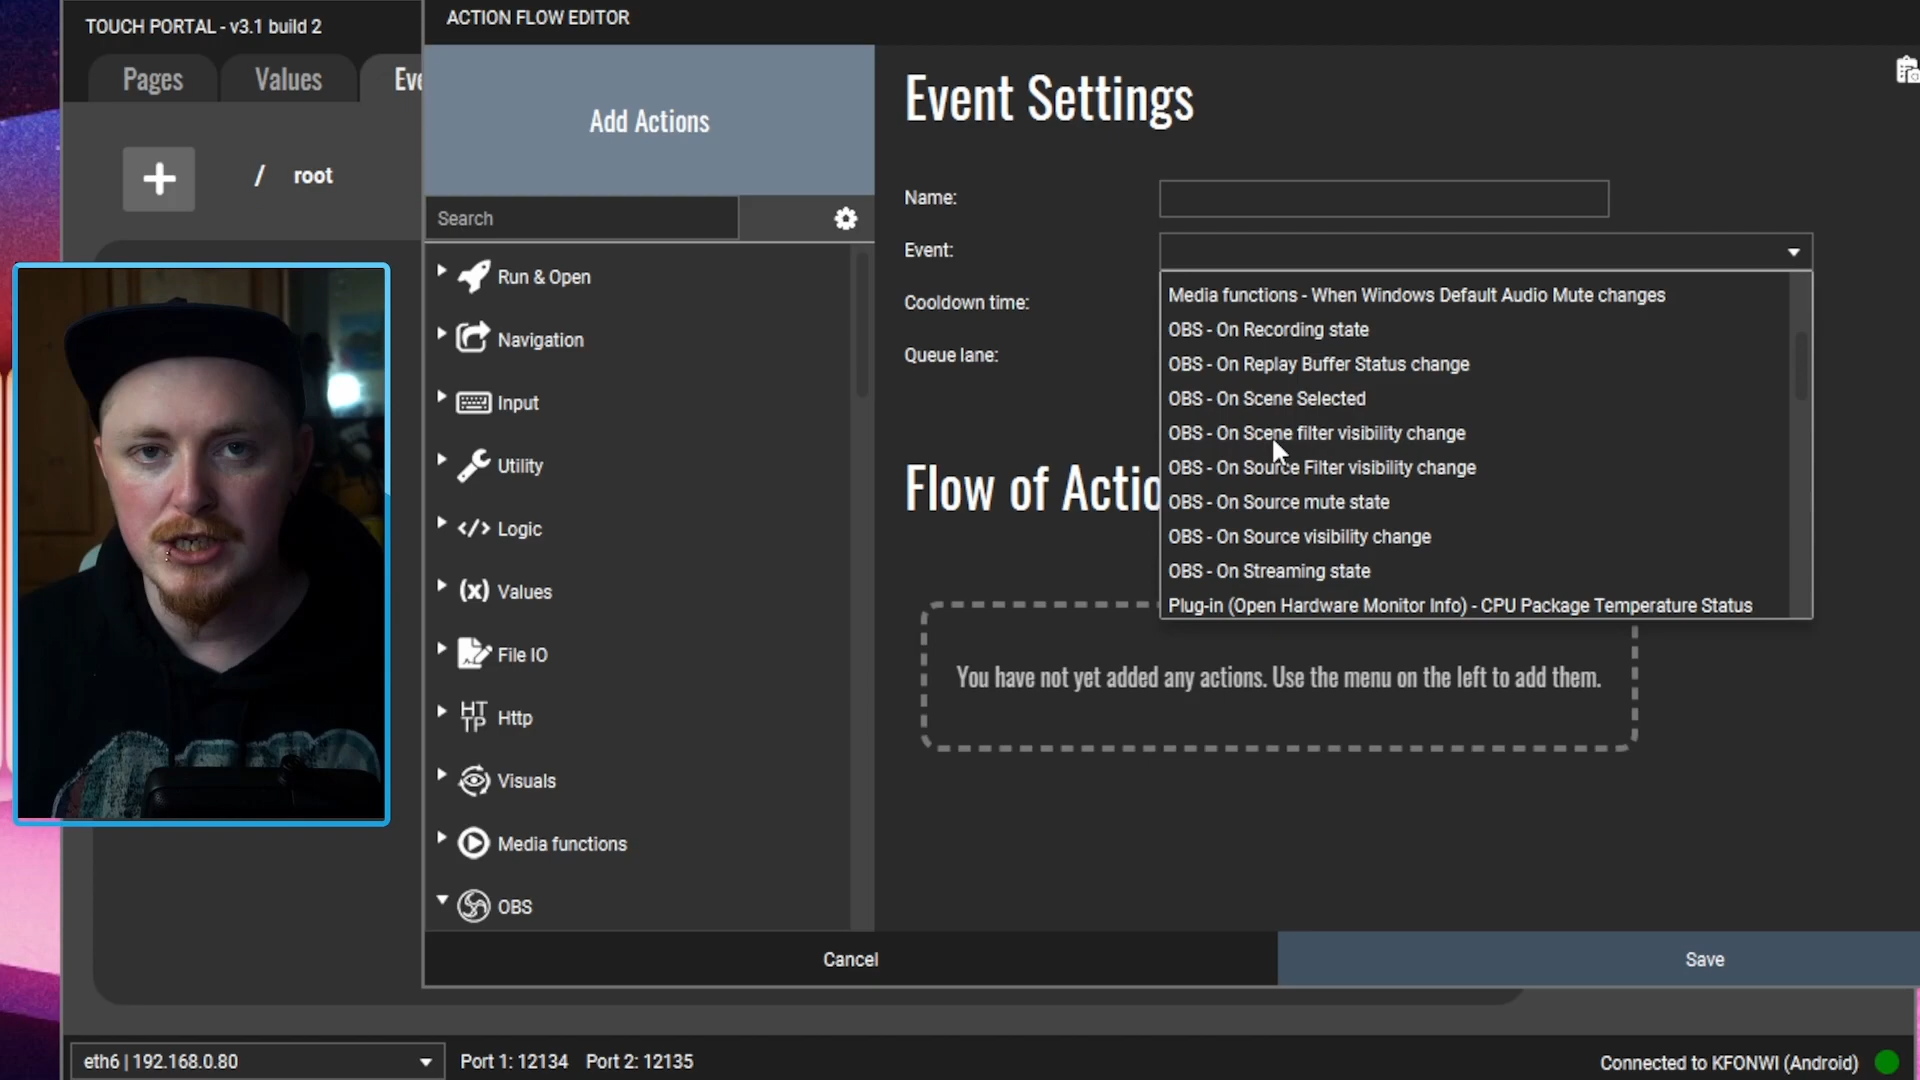 TOUCH PORTAL - v3.1 build 2
ACTION FLOW EDITOR
Pages
Values
Eve
/ root
Add Actions
Search
Run & Open
Navigation
Input
Utility
Logic
Values
File IO
HTTP Http
Visuals
Media functions
OBS
Event Settings
Name:
Event:
Cooldown time:
Queue lane:
Media functions - When Windows Default Audio Mute changes
OBS - On Recording state
OBS - On Replay Buffer Status change
OBS - On Scene Selected
OBS - On Scene filter visibility change
OBS - On Source Filter visibility change
OBS - On Source mute state
OBS - On Source visibility change
OBS - On Streaming state
Plug-in (Open Hardware Monitor Info) - CPU Package Temperature Status
Flow of Actio
You have not yet added any actions. Use the menu on the left to add them.
Cancel
Save
eth6 | 192.168.0.80
Port 1: 12134 Port 2: 12135
Connected to KFONWI (Android)